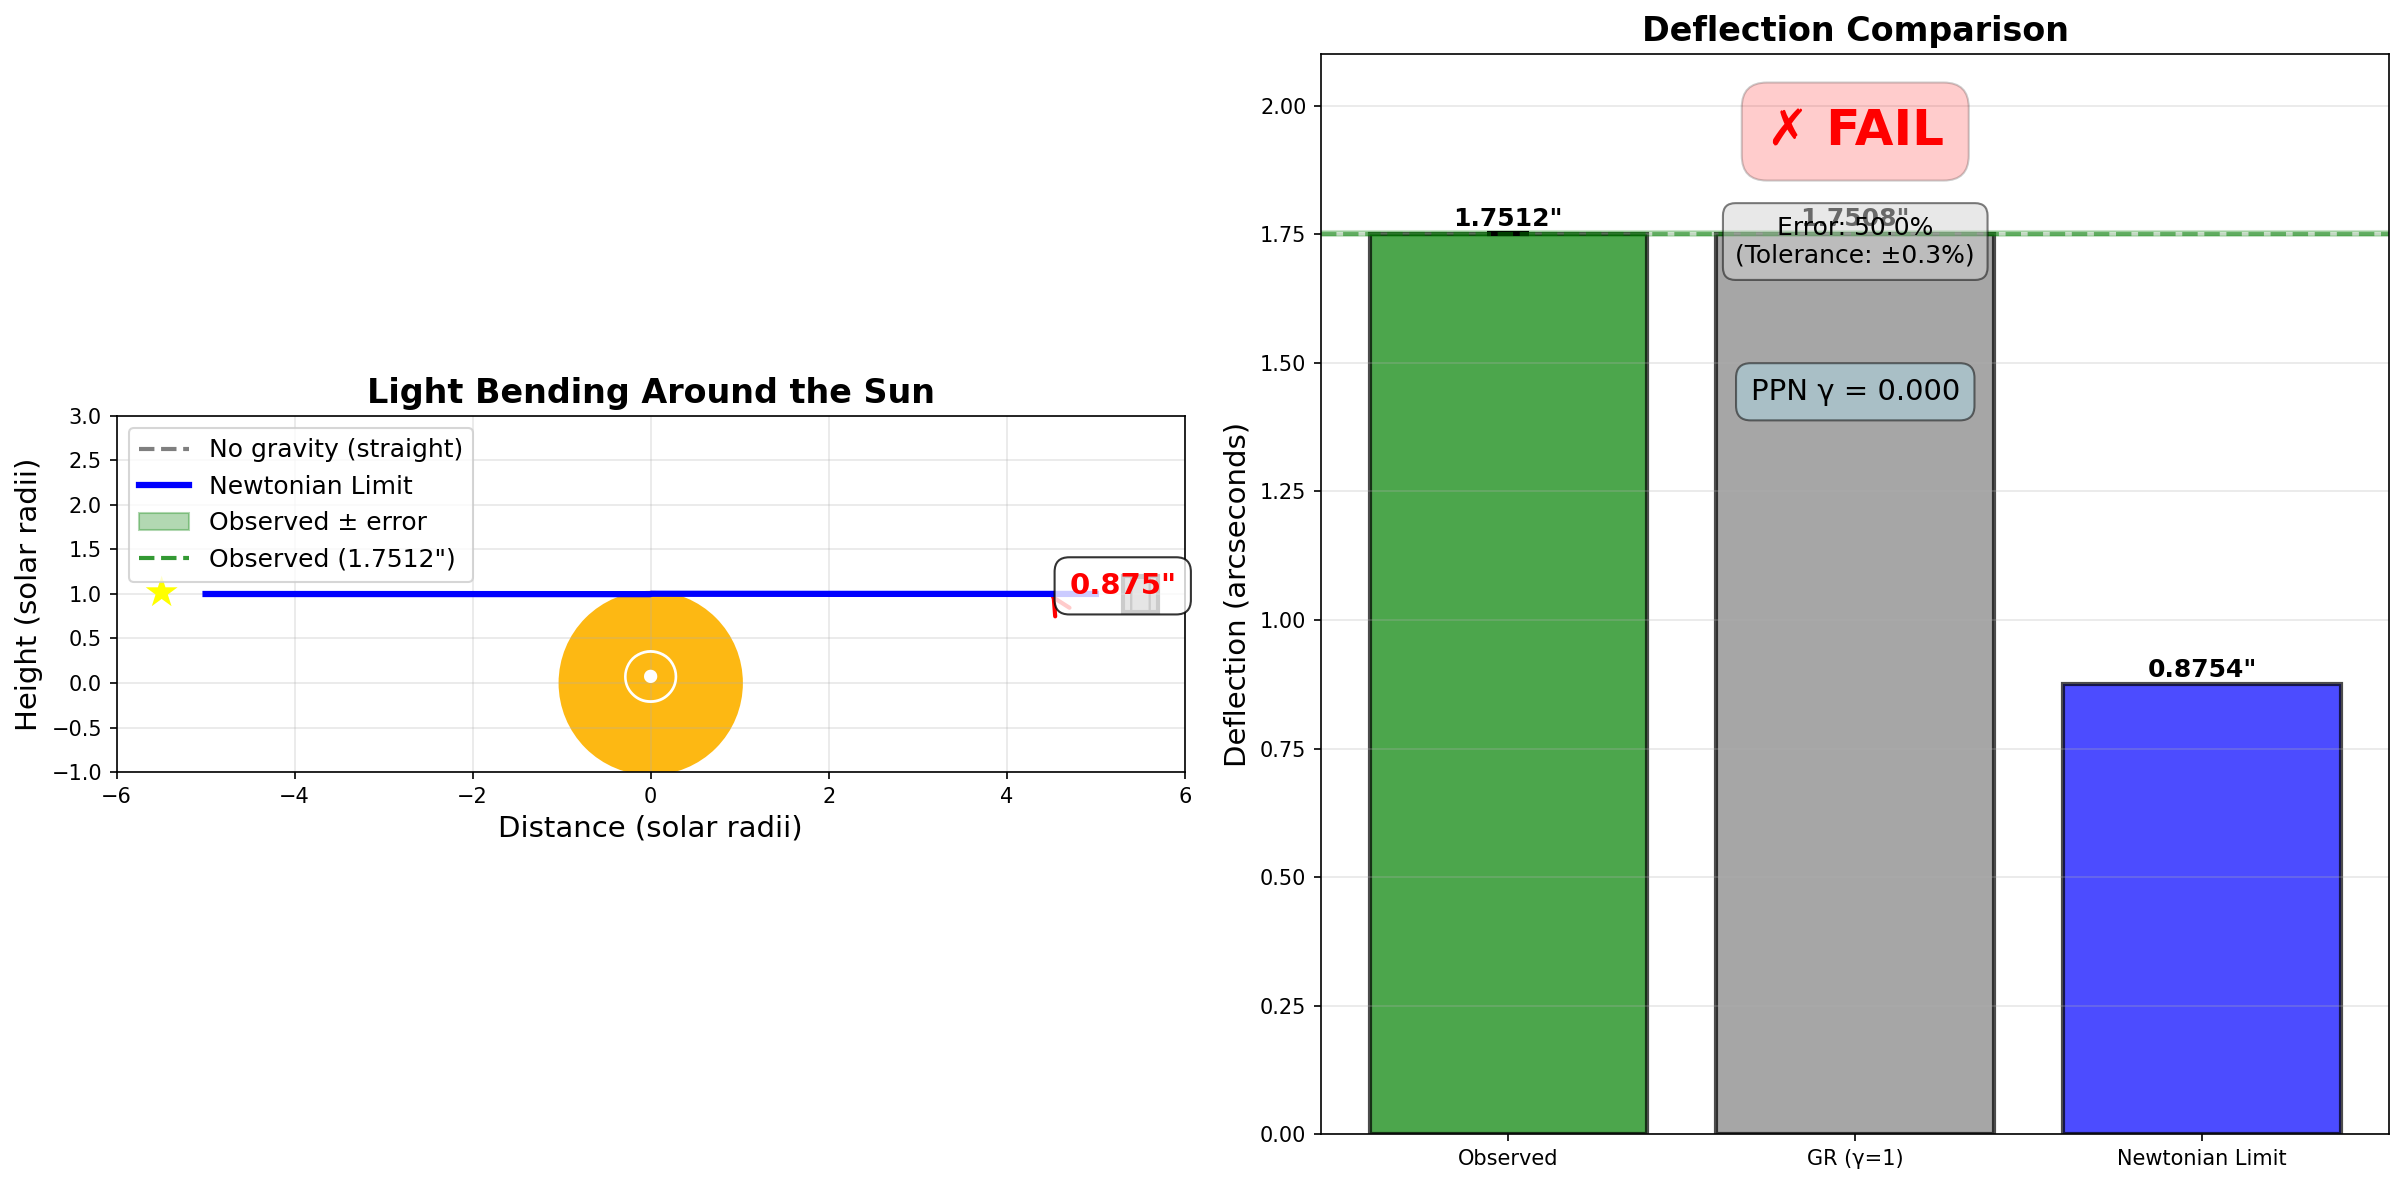 Light Bending Around the Sun
3.0
2.5
2.0
1.5
1.0
0.5
0.0
−0.5
−1.0
Height (solar radii)
No gravity (straight)
Newtonian Limit
Observed ± error
Observed (1.7512")
0.875"
−6
−4
−2
0
2
4
6
Distance (solar radii)
Deflection Comparison
2.00
1.75
1.50
1.25
1.00
0.75
0.50
0.25
0.00
Deflection (arcseconds)
✗ FAIL
1.7512"
1.7508"
Error: 50.0%
(Tolerance: ±0.3%)
PPN γ = 0.000
0.8754"
Observed
GR (γ=1)
Newtonian Limit